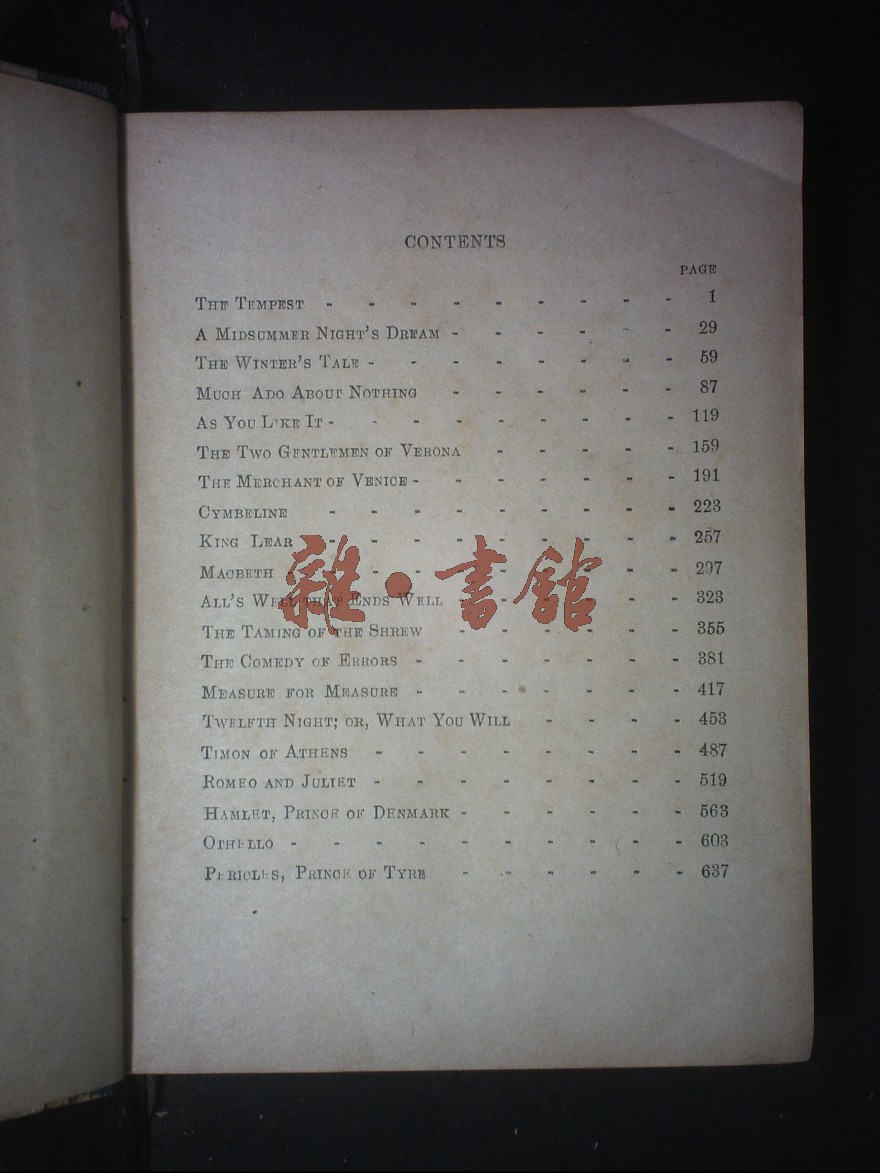 CONTENTS
PAGE
THE TEMPEST - - - - - - - - - 1
A MIDSUMMER NIGHT'S DREAM - - - - - - 29
THE WINTER'S TALE - - - - - - - - 59
MUCH ADO ABOUT NOTHING - - - - - - 87
AS YOU LIKE IT - - - - - - - - - 119
THE TWO GENTLEMEN OF VERONA - - - - - 159
THE MERCHANT OF VENICE - - - - - - - 191
CYMBELINE - - - - - - - - - 223
KING LEAR - - - - - - - - - 257
MACBETH - - - - - - - - - - 297
ALL'S WELL THAT ENDS WELL - - - - - - 323
THE TAMING OF THE SHREW - - - - - - 355
THE COMEDY OF ERRORS - - - - - - - 381
MEASURE FOR MEASURE - - - - - - - 417
TWELFTH NIGHT; OR, WHAT YOU WILL - - - - 453
TIMON OF ATHENS - - - - - - - - 487
ROMEO AND JULIET - - - - - - - - 519
HAMLET, PRINCE OF DENMARK - - - - - - 563
OTHELLO - - - - - - - - - - 603
PERICLES, PRINCE OF TYRE - - - - - - 637
雜·書館